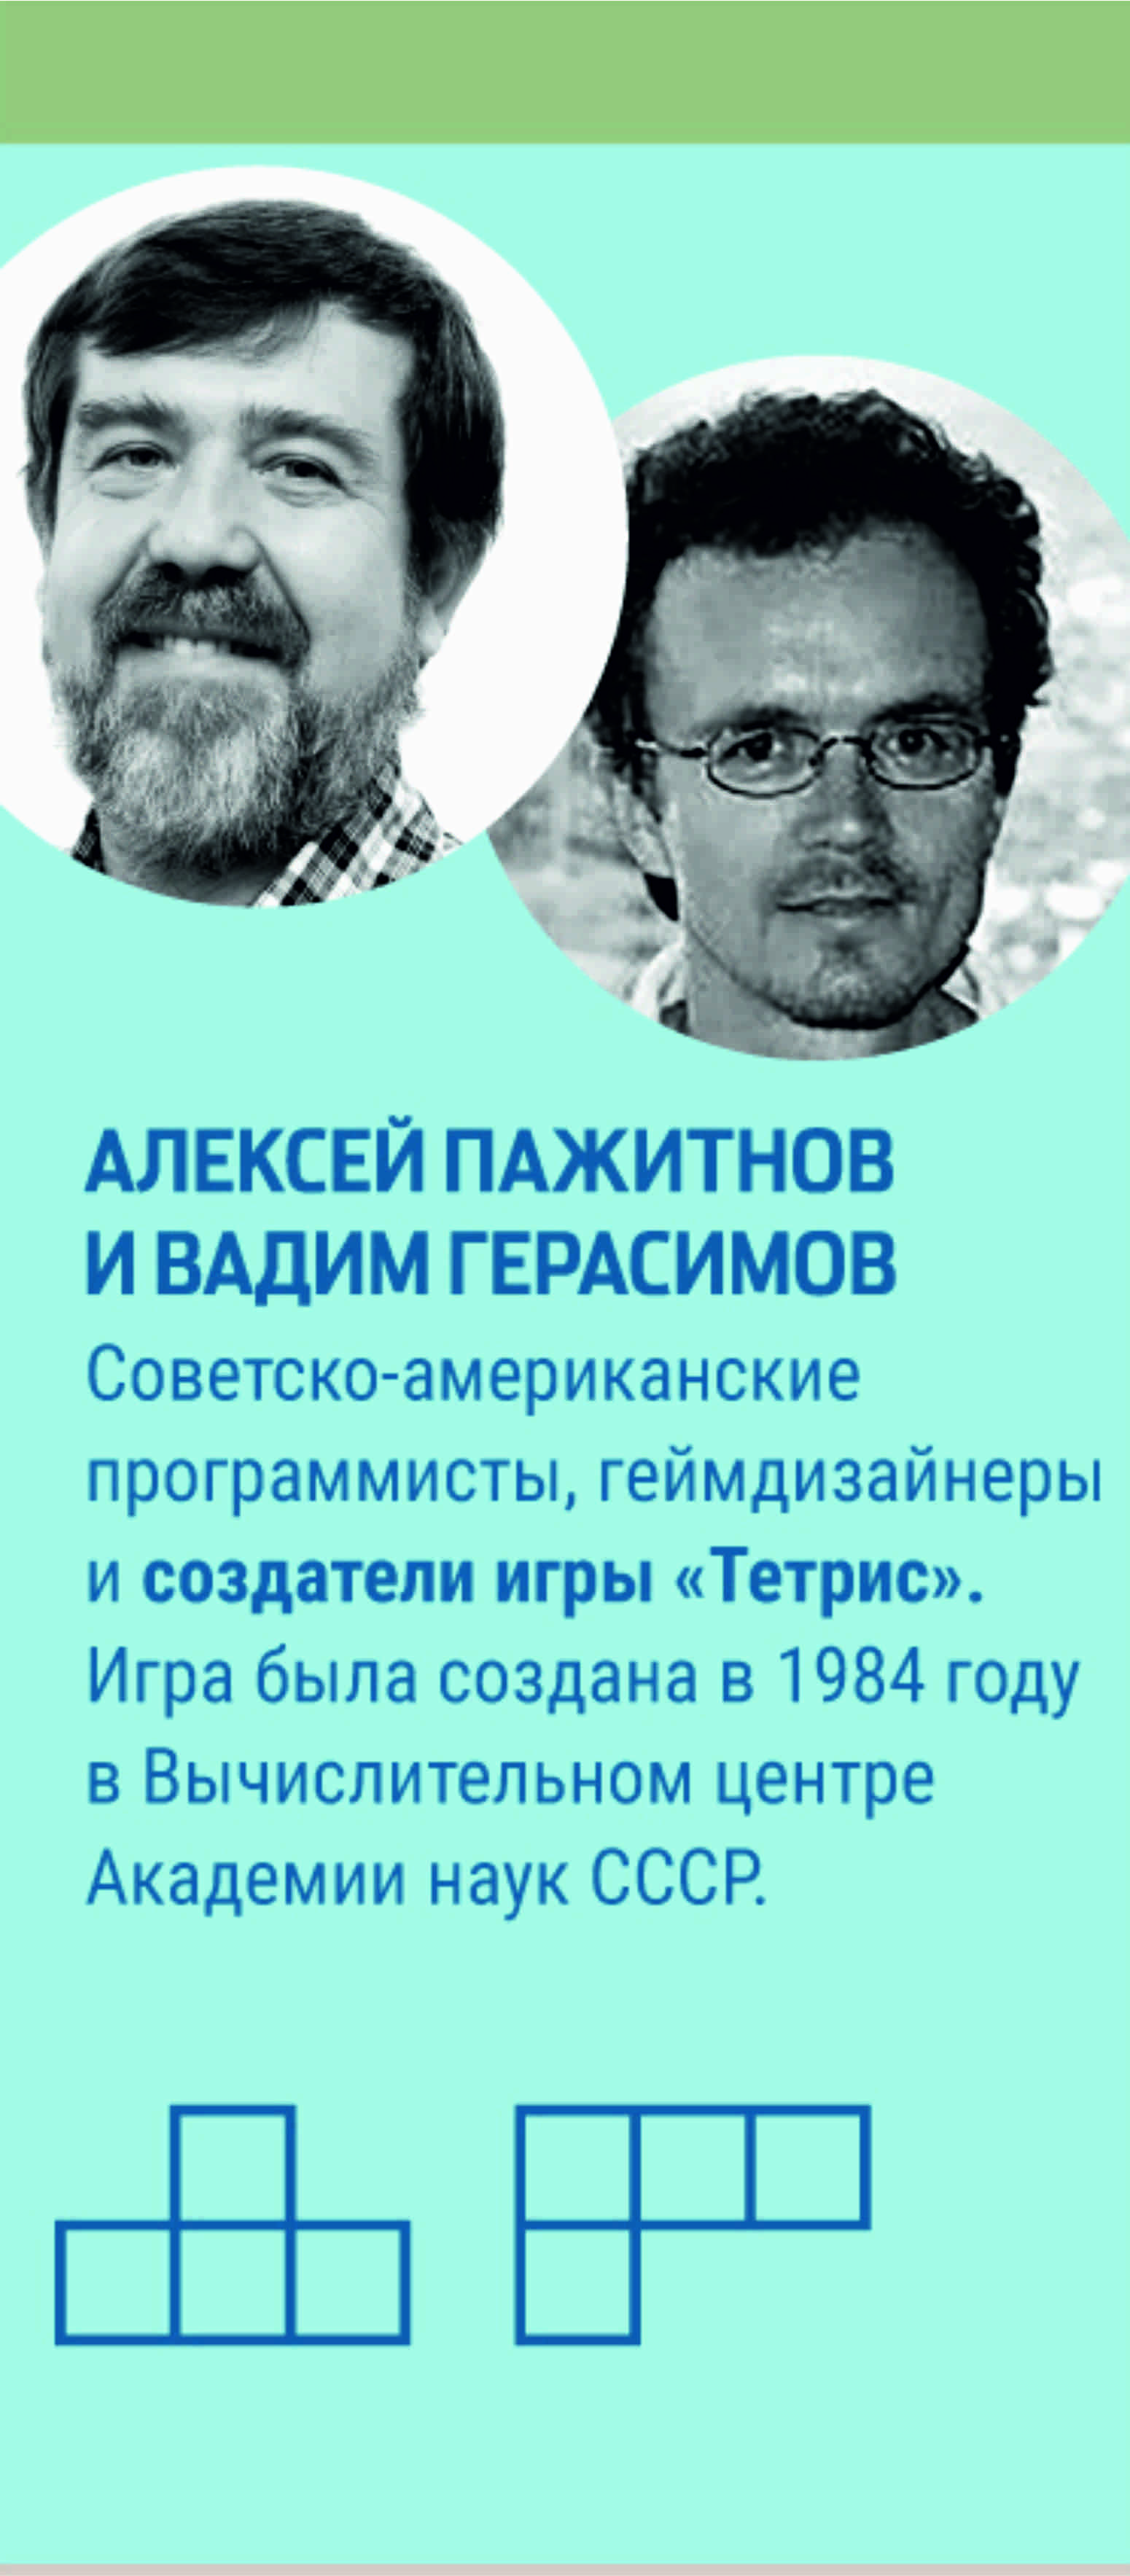 АЛЕКСЕЙ ПАЖИТНОВ
И ВАДИМ ГЕРАСИМОВ
Советско-американские
программисты, геймдизайнеры
и создатели игры «Тетрис».
Игра была создана в 1984 году
в Вычислительном центре
Академии наук СССР.